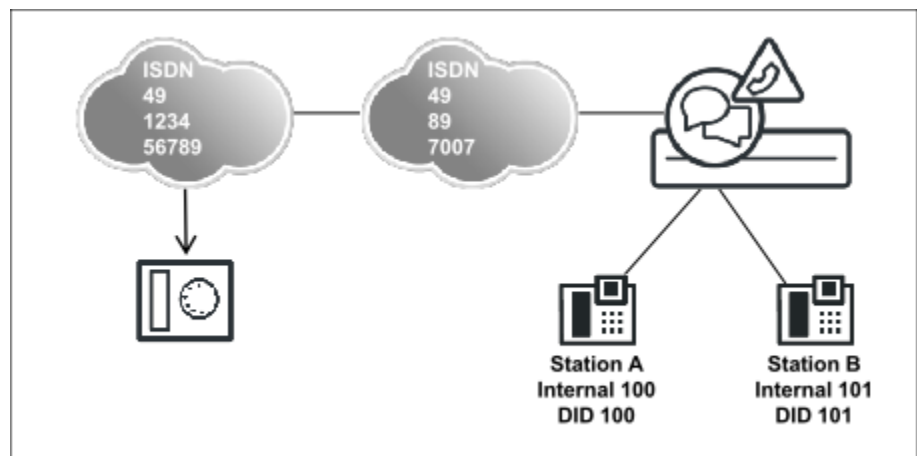 ISDN
49
1234
56789
ISDN
49
89
7007
Station A
Internal 100
DID 100
Station B
Internal 101
DID 101